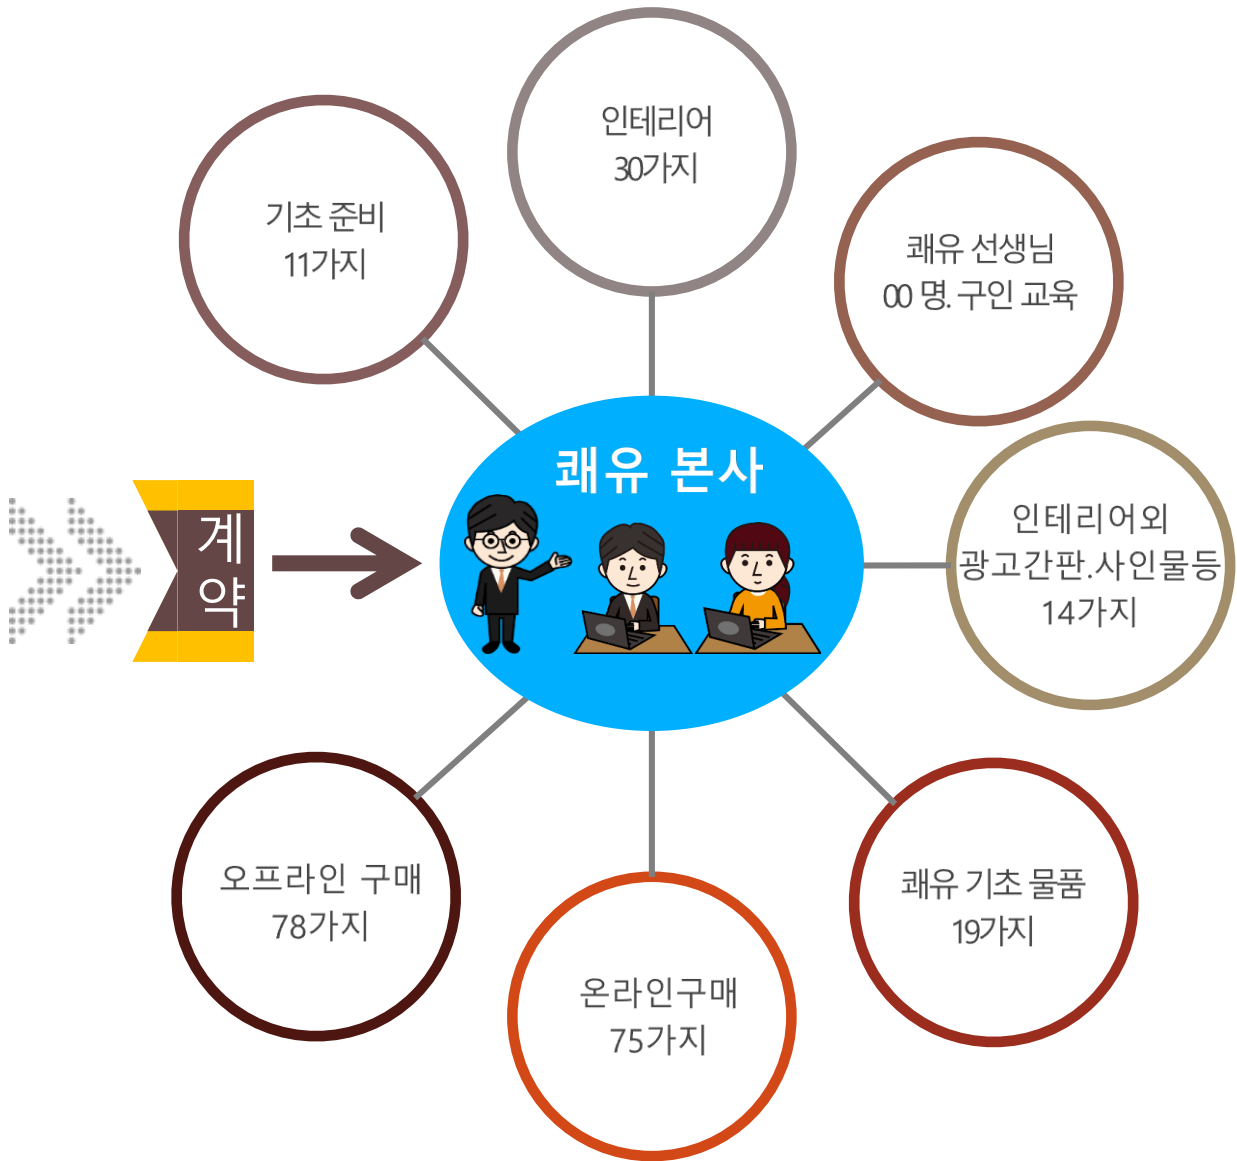 인테리어
30가지
기초 준비
11가지
쾌유 선생님
00 명. 구인 교육
쾌유 본사
계
약
인테리어외
광고간판.사인물등
14가지
오프라인 구매
78가지
쾌유 기초 물품
19가지
온라인구매
75가지